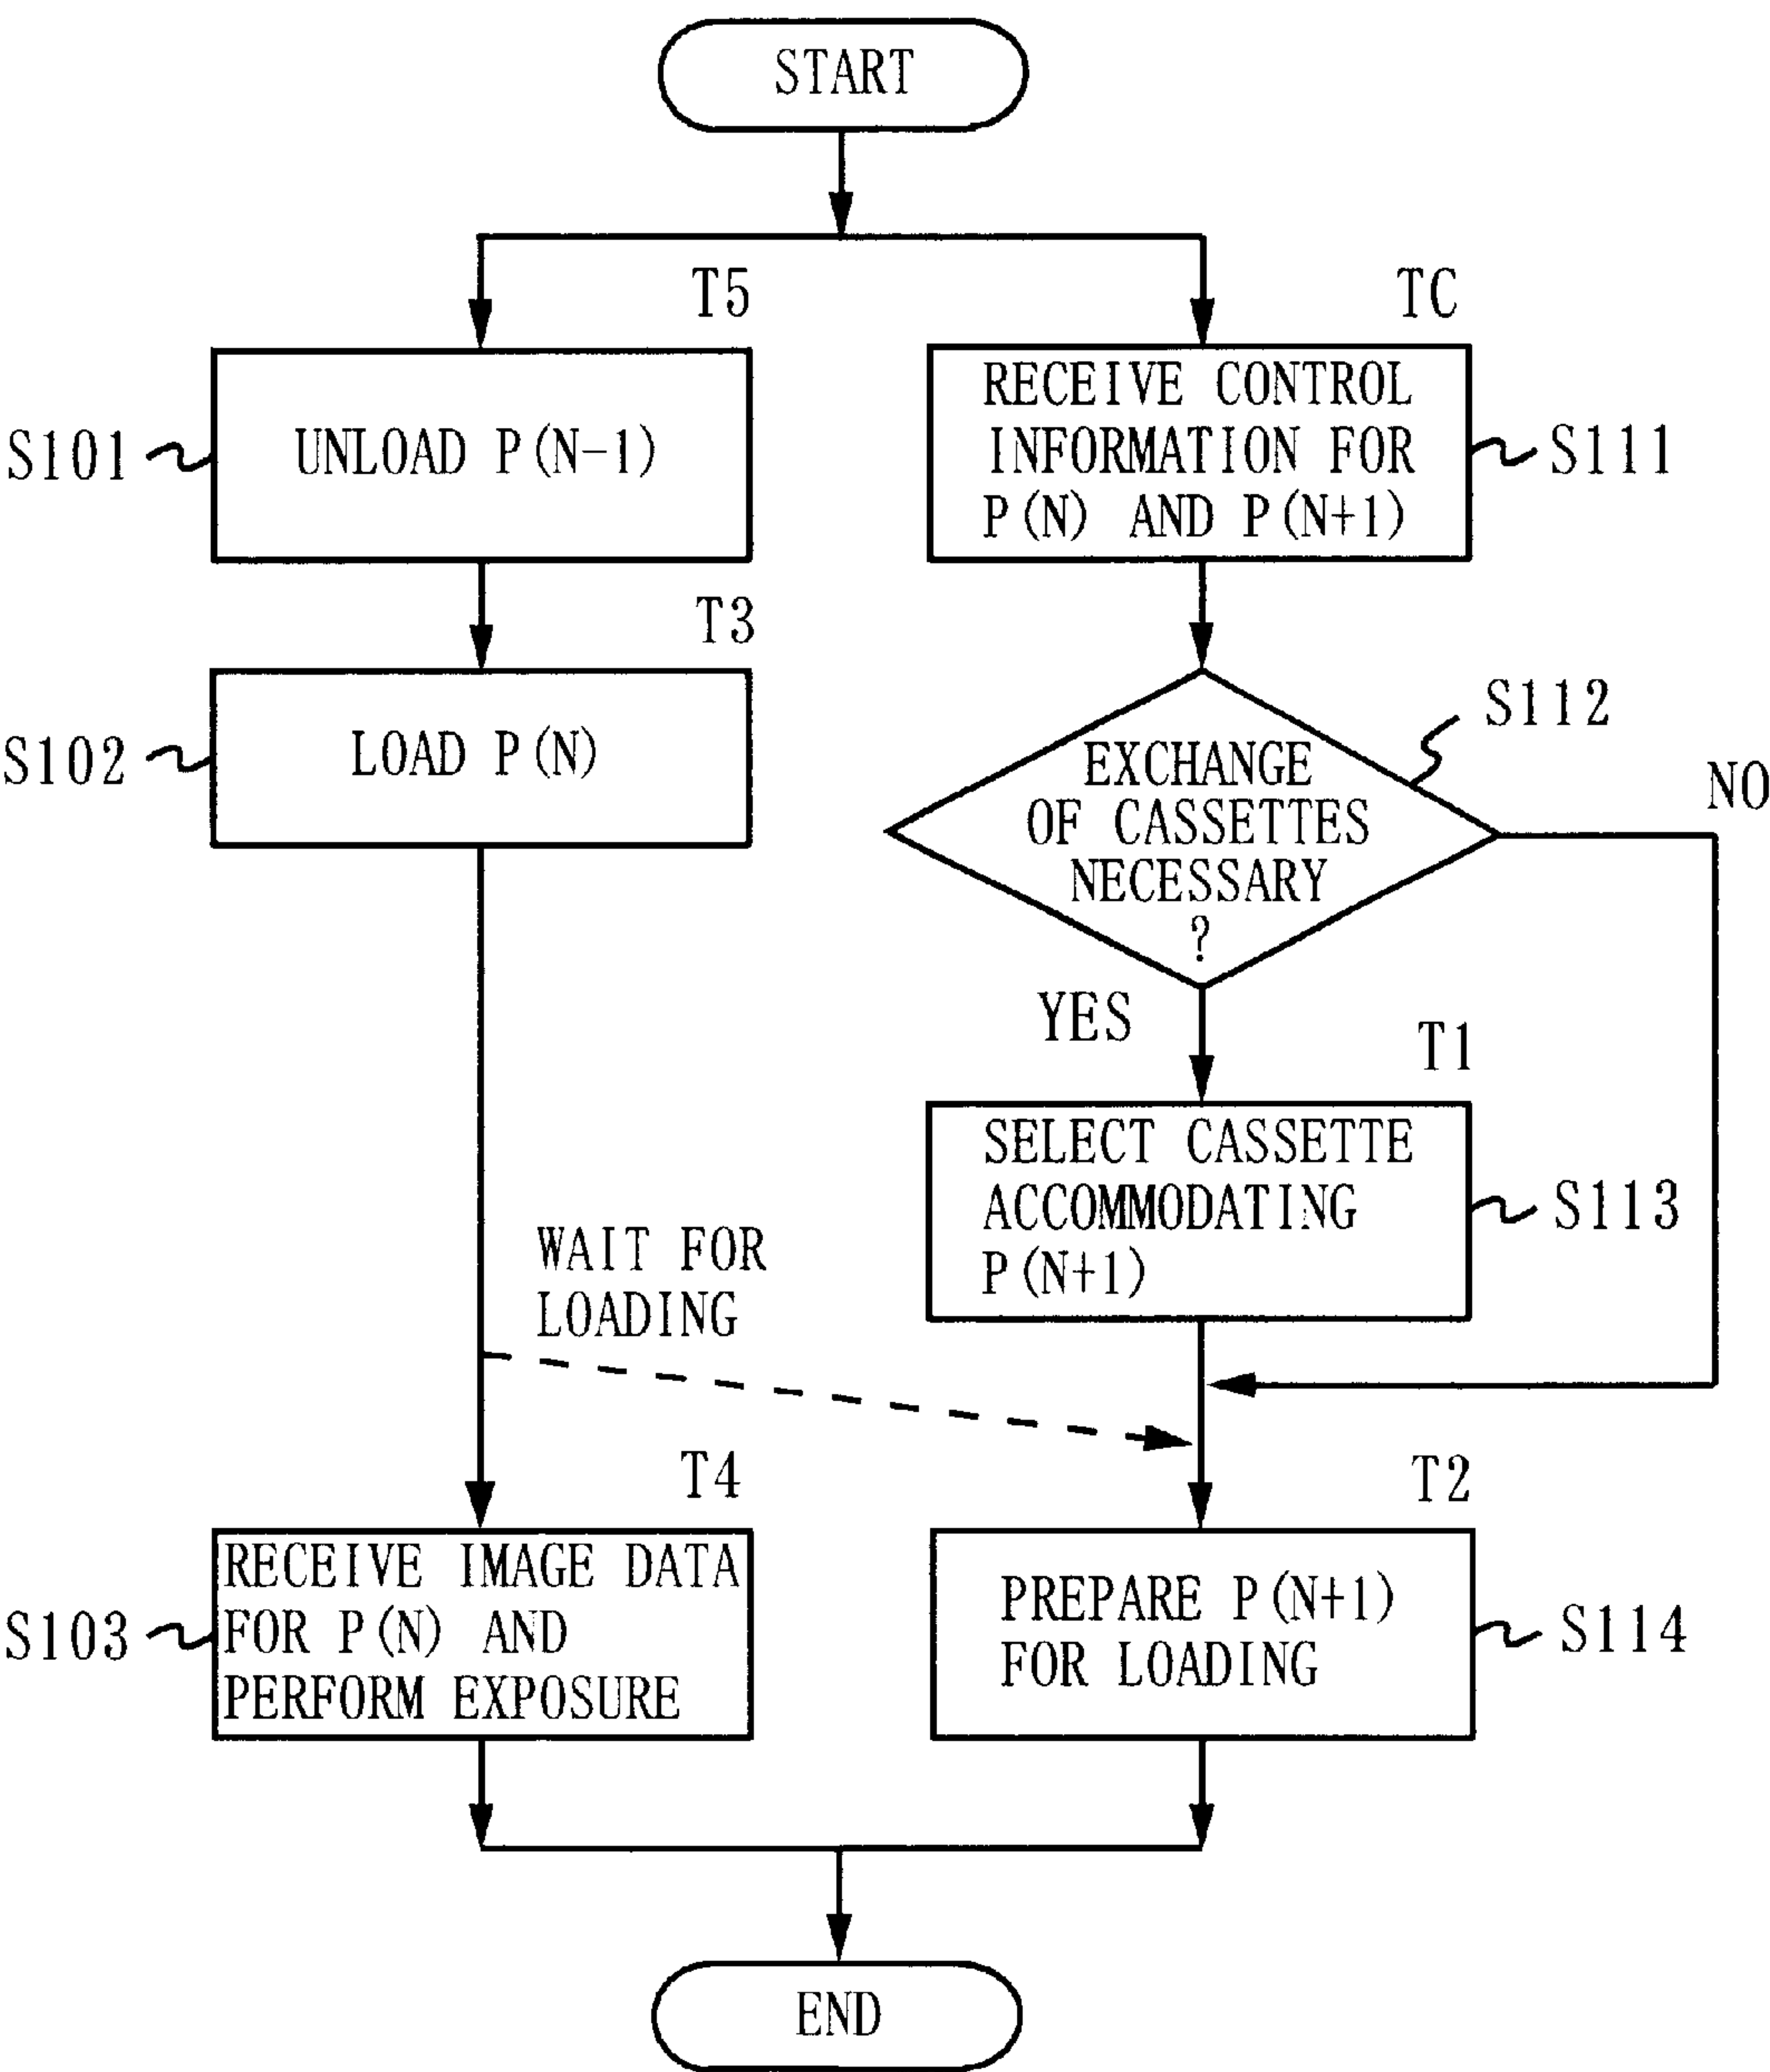 START
T5
TC
S101
UNLOAD P(N-1)
RECEIVE CONTROL
INFORMATION FOR
P(N) AND P(N+1)
S111
T3
S102
LOAD P(N)
S112
EXCHANGE
OF CASSETTES
NECESSARY
?
NO
YES
T1
SELECT CASSETTE
ACCOMMODATING
P(N+1)
S113
WAIT FOR
LOADING
T4
T2
S103
RECEIVE IMAGE DATA
FOR P(N) AND
PERFORM EXPOSURE
PREPARE P(N+1)
FOR LOADING
S114
END